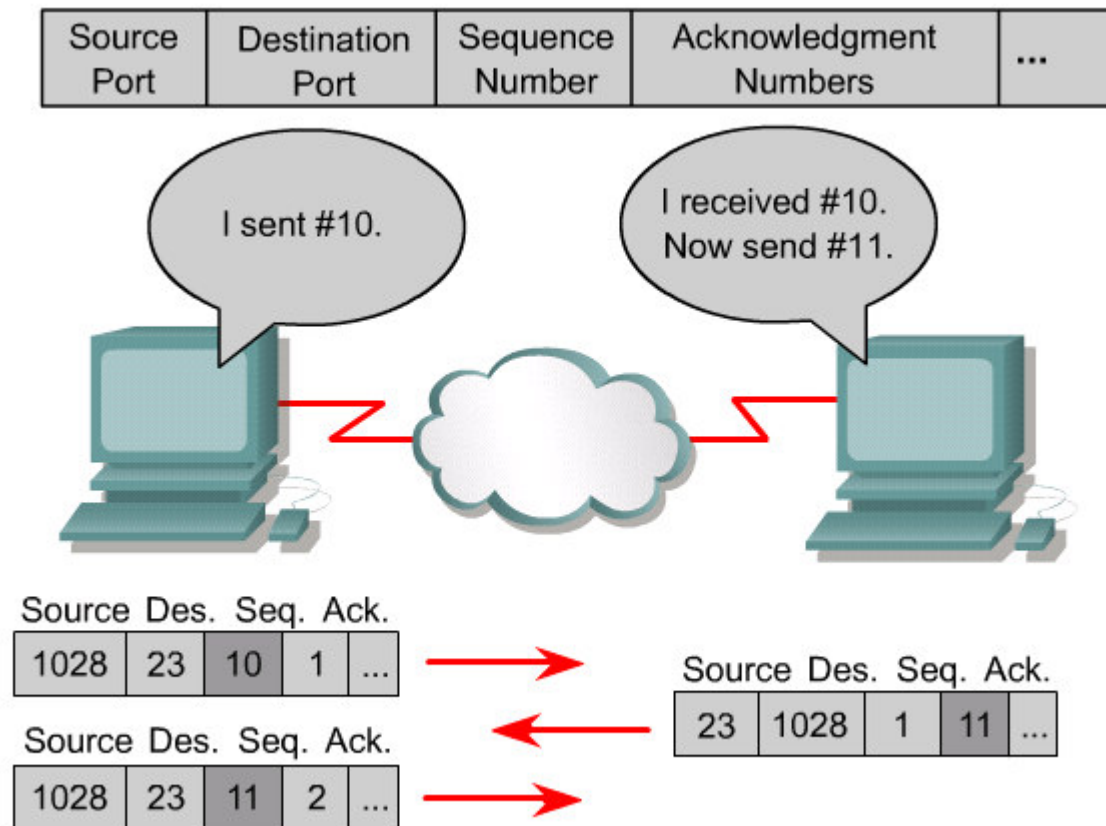 Source Port Destination Port Sequence Number Acknowledgment Numbers ...
I sent #10.
I received #10.
Now send #11.
Source Des. Seq. Ack.
1028 23 10 1 ...
Source Des. Seq. Ack.
23 1028 1 11 ...
Source Des. Seq. Ack.
1028 23 11 2 ...